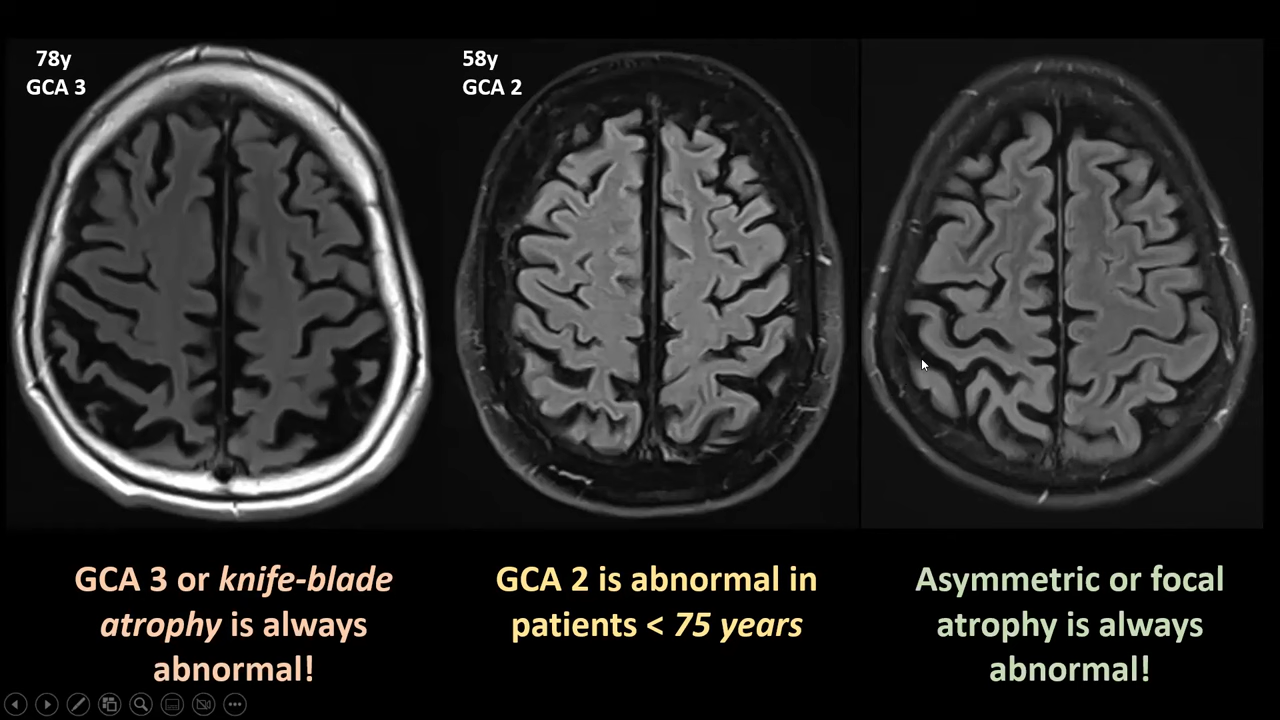 78y
GCA 3
58y
GCA 2
GCA 3 or knife-blade
atrophy is always
abnormal!
GCA 2 is abnormal in
patients < 75 years
Asymmetric or focal
atrophy is always
abnormal!